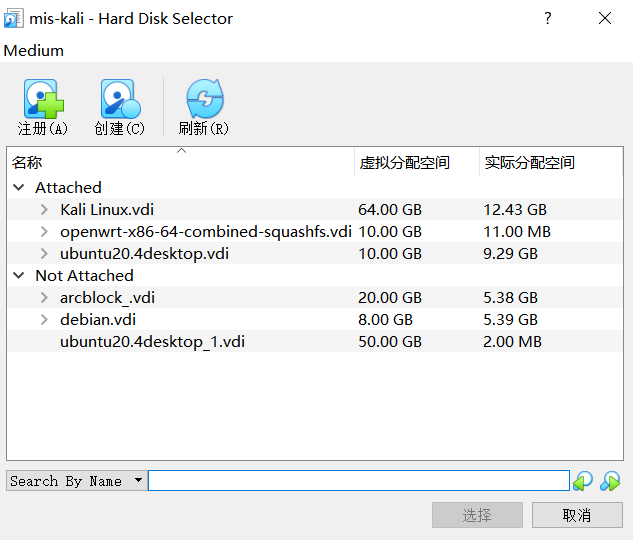 mis-kali - Hard Disk Selector
Medium
注册(A) 创建(C) 刷新(R)
名称 虚拟分配空间 实际分配空间
Attached
Kali Linux.vdi 64.00 GB 12.43 GB
openwrt-x86-64-combined-squashfs.vdi 10.00 GB 11.00 MB
ubuntu20.4desktop.vdi 10.00 GB 9.29 GB
Not Attached
arcblock_.vdi 20.00 GB 5.38 GB
debian.vdi 8.00 GB 5.39 GB
ubuntu20.4desktop_1.vdi 50.00 GB 2.00 MB
Search By Name
选择 取消